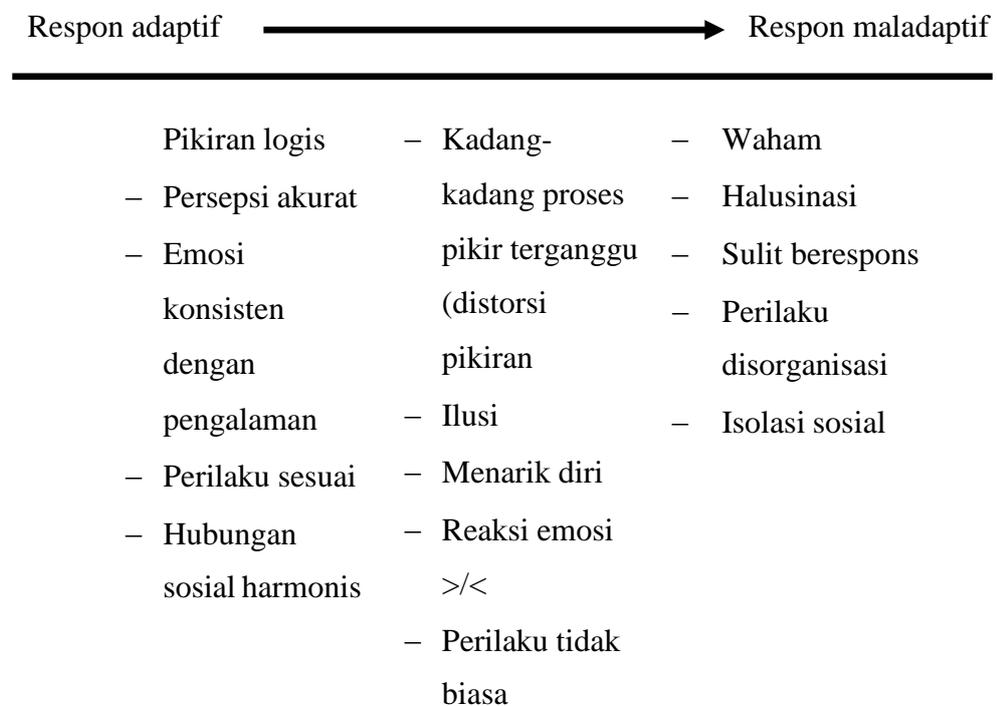 Respon adaptif Respon maladaptif
Pikiran logis
– Persepsi akurat
– Emosi
konsisten
dengan
pengalaman
– Perilaku sesuai
– Hubungan
sosial harmonis
– Kadang-
kadang proses
pikir terganggu
(distorsi
pikiran
– Ilusi
– Menarik diri
– Reaksi emosi
>/<
– Perilaku tidak
biasa
– Waham
– Halusinasi
– Sulit berespons
– Perilaku
disorganisasi
– Isolasi sosial